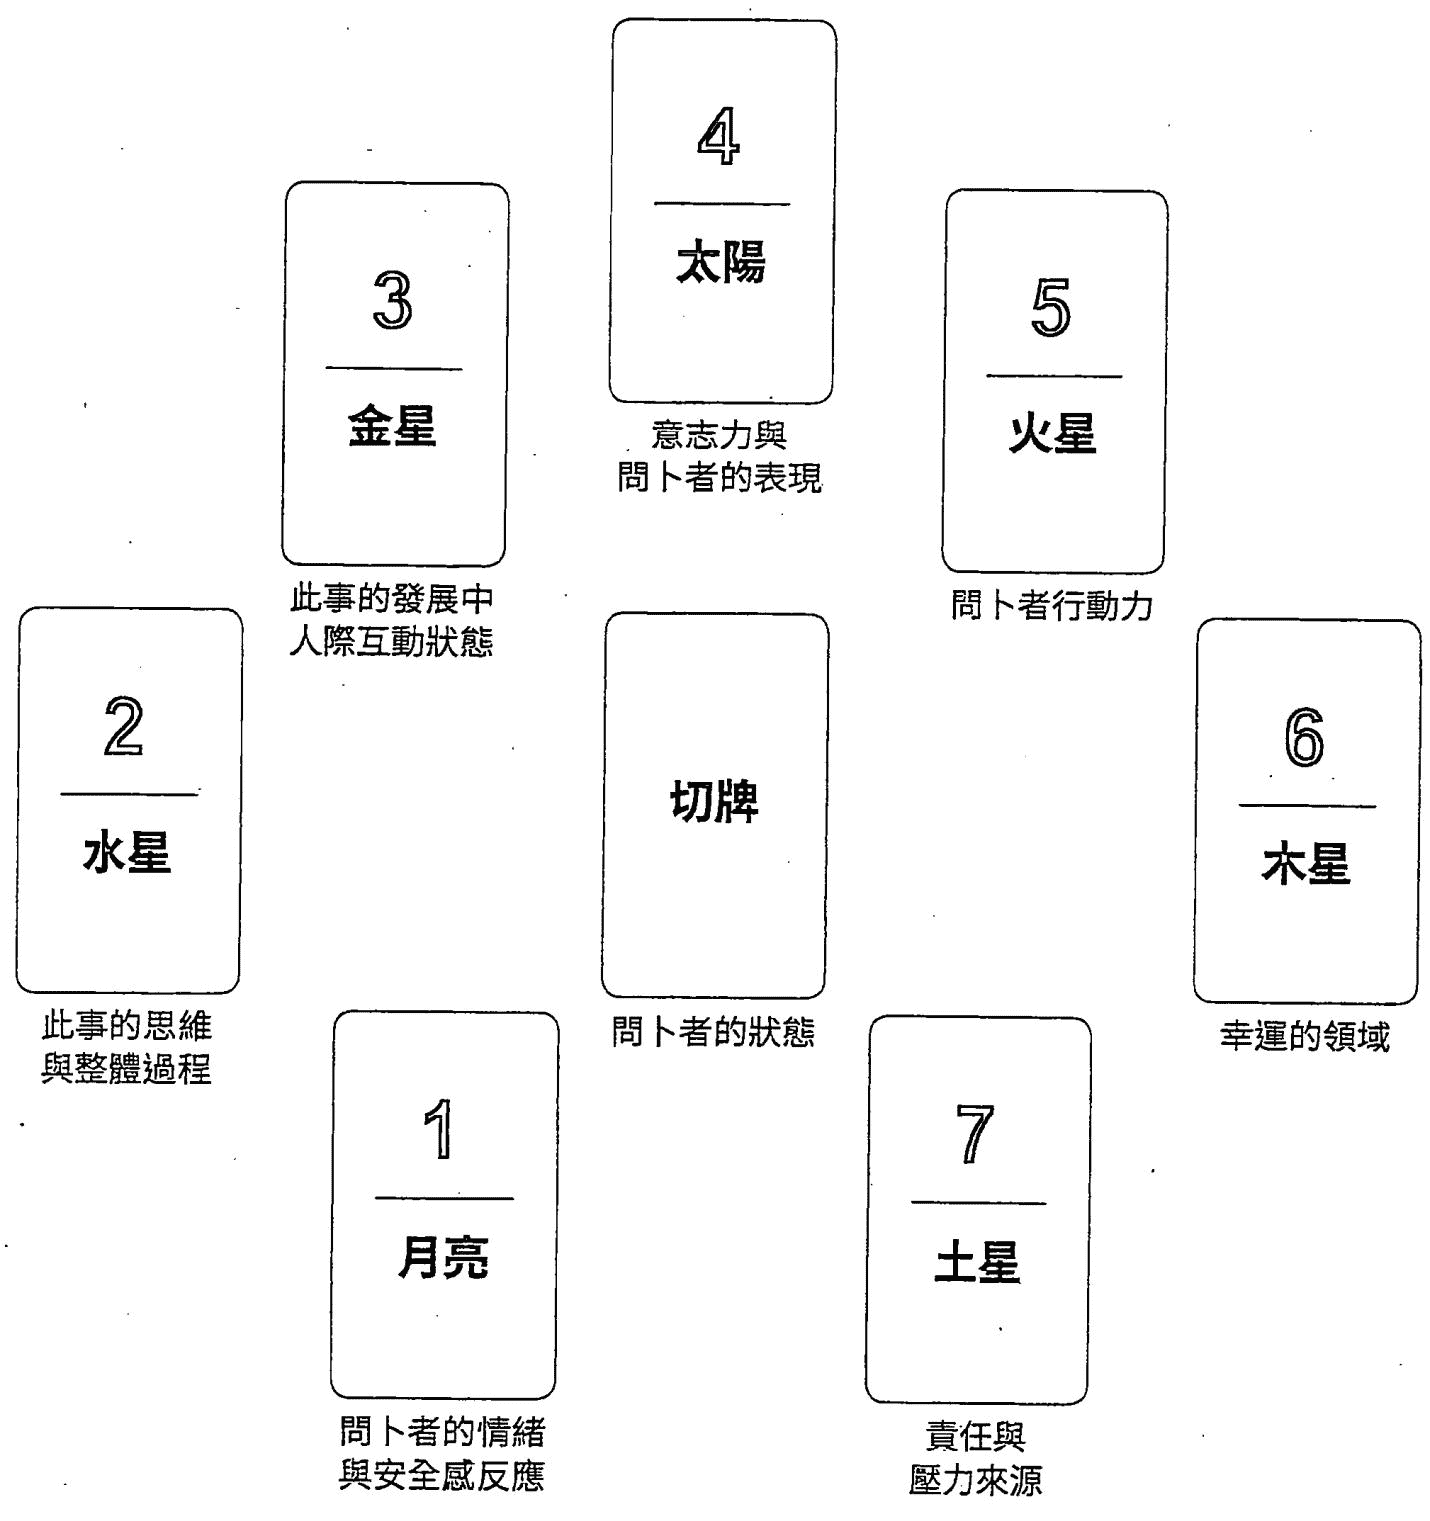 4
太陽
意志力與
問卜者的表現
3
金星
此事的發展中
人際互動狀態
5
火星
問卜者行動力
2
水星
此事的思維
與整體過程
切牌
問卜者的狀態
6
木星
幸運的領域
1
月亮
問卜者的情緒
與安全感反應
7
土星
責任與
壓力來源